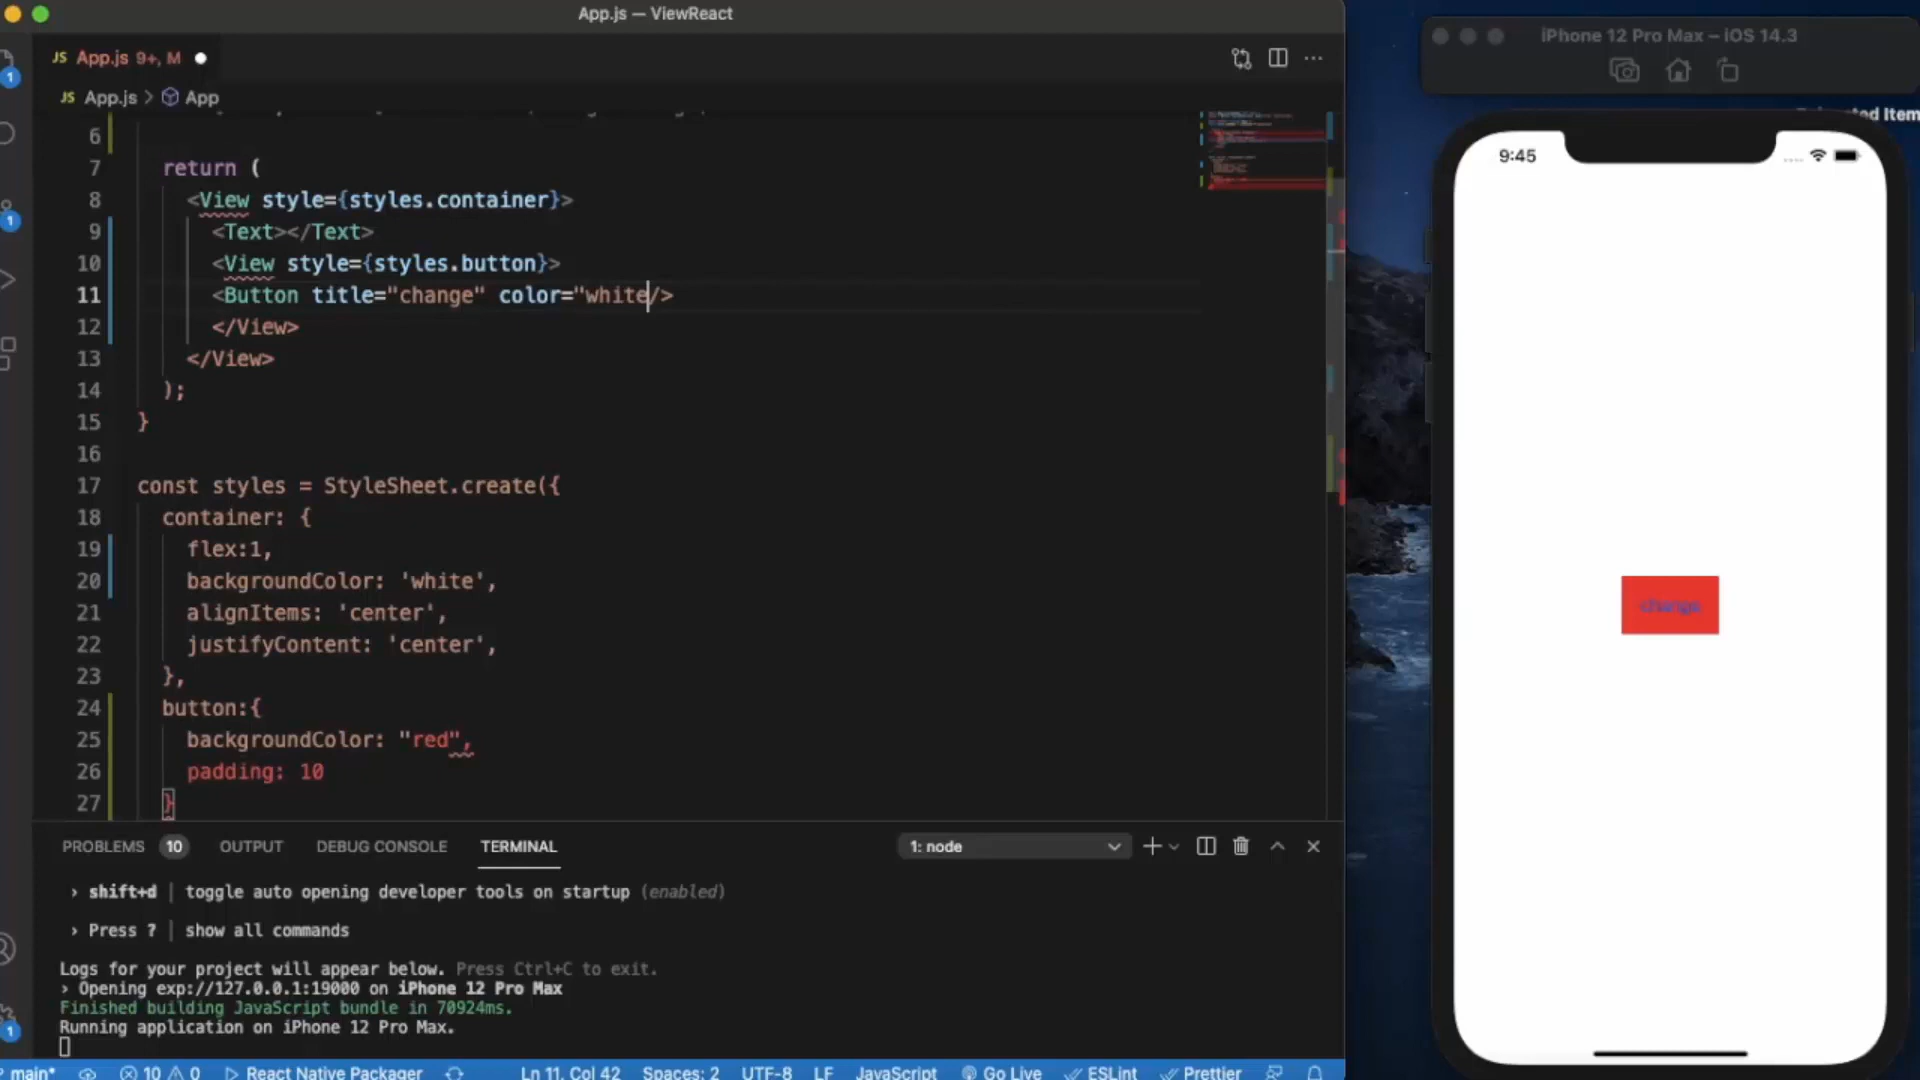 App.js — ViewReact
JS App.js 9+, M
JS App.js > App
6
7 return (
8 <View style={styles.container}>
9 <Text></Text>
10 <View style={styles.button}>
11 <Button title="change" color="white/>
12 </View>
13 </View>
14 );
15 }
16
17 const styles = StyleSheet.create({
18 container: {
19 flex:1,
20 backgroundColor: 'white',
21 alignItems: 'center',
22 justifyContent: 'center',
23 },
24 button:{
25 backgroundColor: "red",
26 padding: 10
27 }
PROBLEMS 10 OUTPUT DEBUG CONSOLE TERMINAL 1: node
› shift+d | toggle auto opening developer tools on startup (enabled)
› Press ? | show all commands
Logs for your project will appear below. Press Ctrl+C to exit.
› Opening exp://127.0.0.1:19000 on iPhone 12 Pro Max
Finished building JavaScript bundle in 70924ms.
Running application on iPhone 12 Pro Max.
main* 10 0 React Native Packager Ln 11, Col 42 Spaces: 2 UTF-8 LF JavaScript Go Live ESLint Prettier
1
1
1
iPhone 12 Pro Max – iOS 14.3
Item
9:45
change